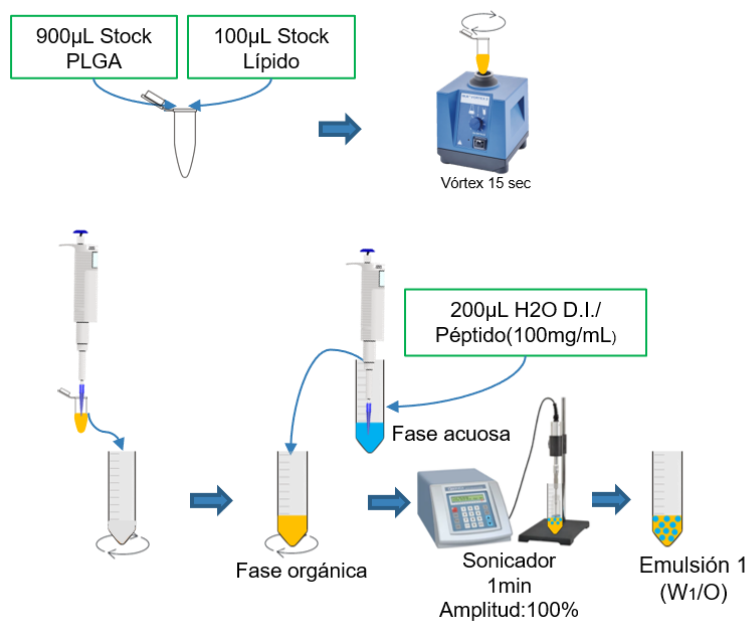 900µL Stock
PLGA
100µL Stock
Lípido
Vórtex 15 sec
200µL H2O D.I./
Péptido(100mg/mL)
Fase acuosa
Fase orgánica
Sonicador
1min
Amplitud:100%
Emulsión 1
(W1/O)